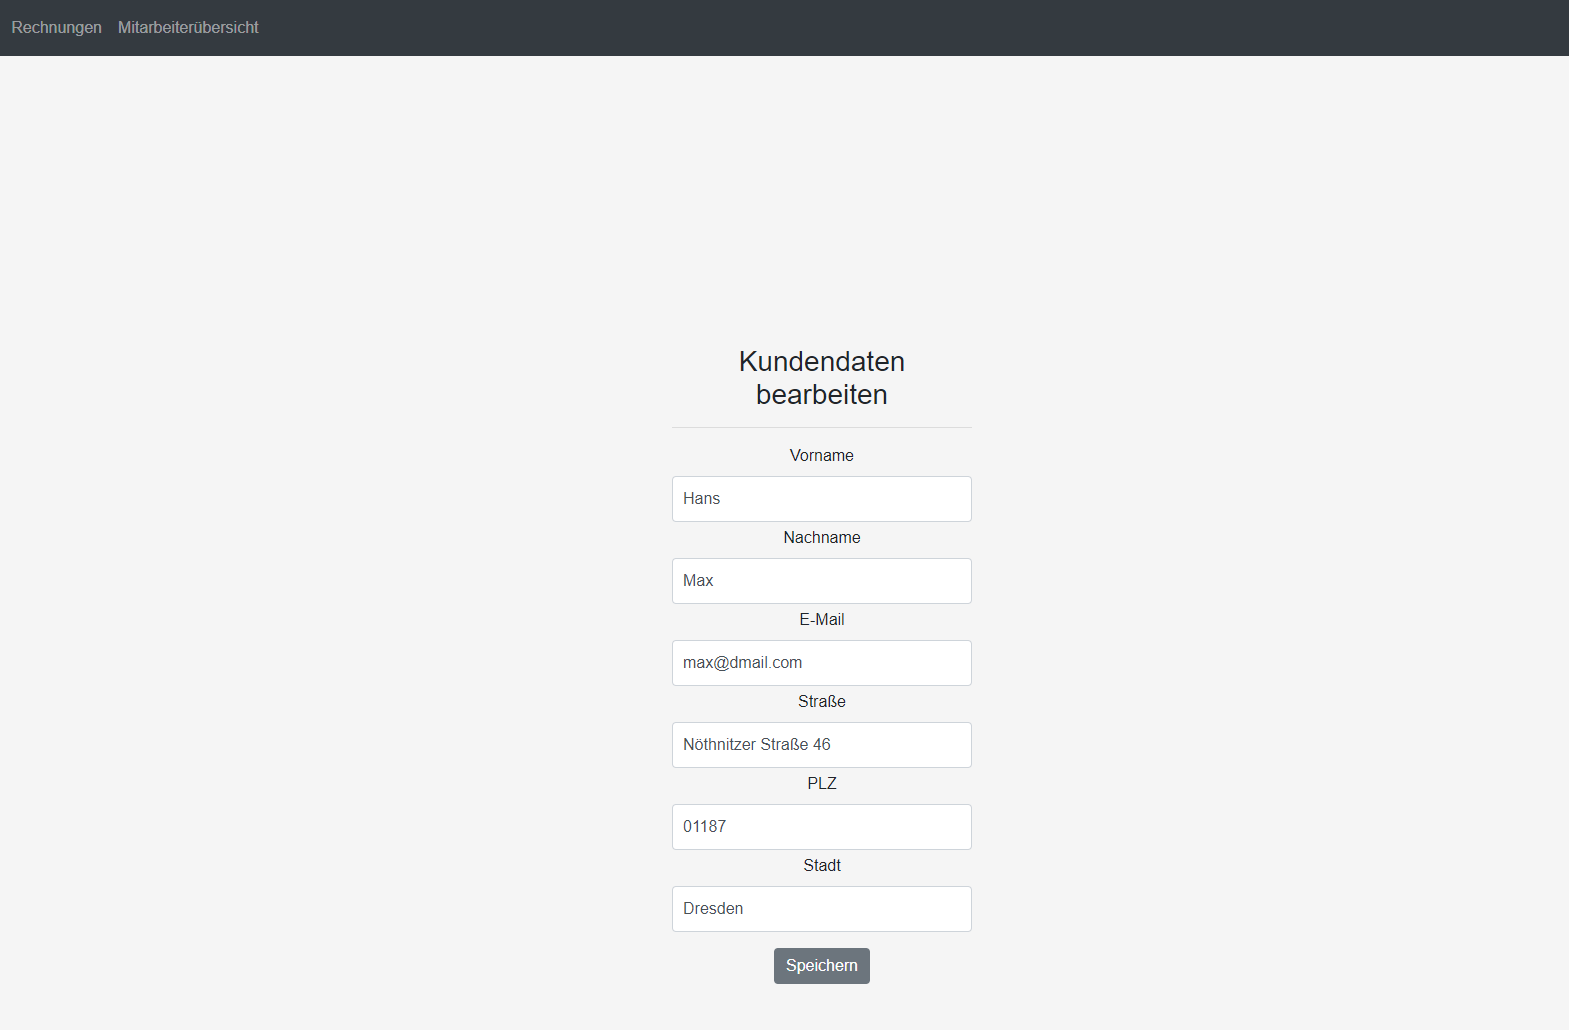 Rechnungen Mitarbeiterübersicht
Kundendaten
bearbeiten
Vorname
Hans
Nachname
Max
E-Mail
max@dmail.com
Straße
Nöthnitzer Straße 46
PLZ
01187
Stadt
Dresden
Speichern